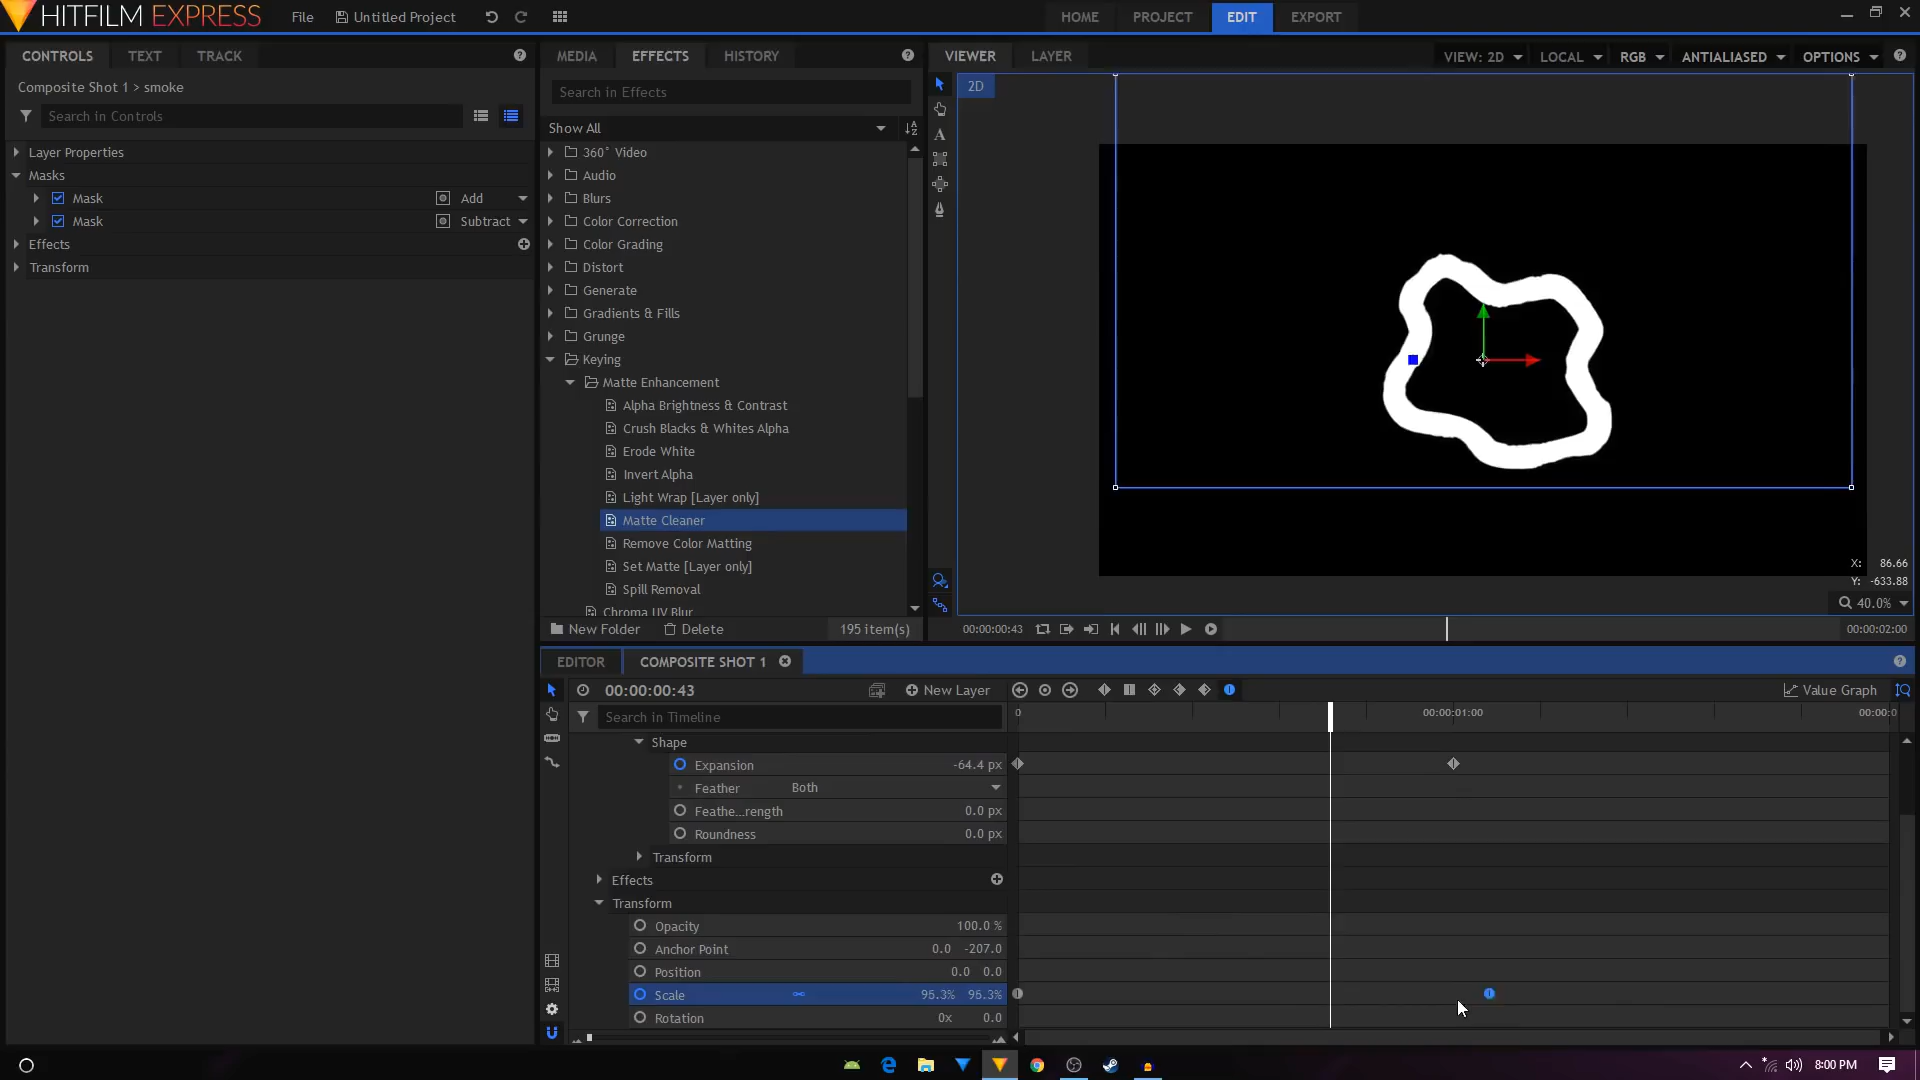 HITFILM EXPRESS
File
Untitled Project
HOME
PROJECT
EDIT
EXPORT
CONTROLS
TEXT
TRACK
Composite Shot 1 > smoke
Search in Controls
Layer Properties
Masks
Mask
Add
Mask
Subtract
Effects
Transform
MEDIA
EFFECTS
HISTORY
Search in Effects
Show All
360° Video
Audio
Blurs
Color Correction
Color Grading
Distort
Generate
Gradients & Fills
Grunge
Keying
Matte Enhancement
Alpha Brightness & Contrast
Crush Blacks & Whites Alpha
Erode White
Invert Alpha
Light Wrap [Layer only]
Matte Cleaner
Remove Color Matting
Set Matte [Layer only]
Spill Removal
Chroma UV Blur
New Folder
Delete
195 item(s)
VIEWER
LAYER
VIEW: 2D
LOCAL
RGB
ANTIALIASED
OPTIONS
2D
X: 86.66
Y: -633.88
40.0%
00:00:00:43
00:00:02:00
EDITOR
COMPOSITE SHOT 1
00:00:00:43
New Layer
Value Graph
Search in Timeline
0
00:00:01:00
00:00:0
Shape
Expansion -64.4 px
Feather Both
Feathe...rength 0.0 px
Roundness 0.0 px
Transform
Effects
Transform
Opacity 100.0 %
Anchor Point 0.0 -207.0
Position 0.0 0.0
Scale 95.3% 95.3%
Rotation 0x 0.0
8:00 PM